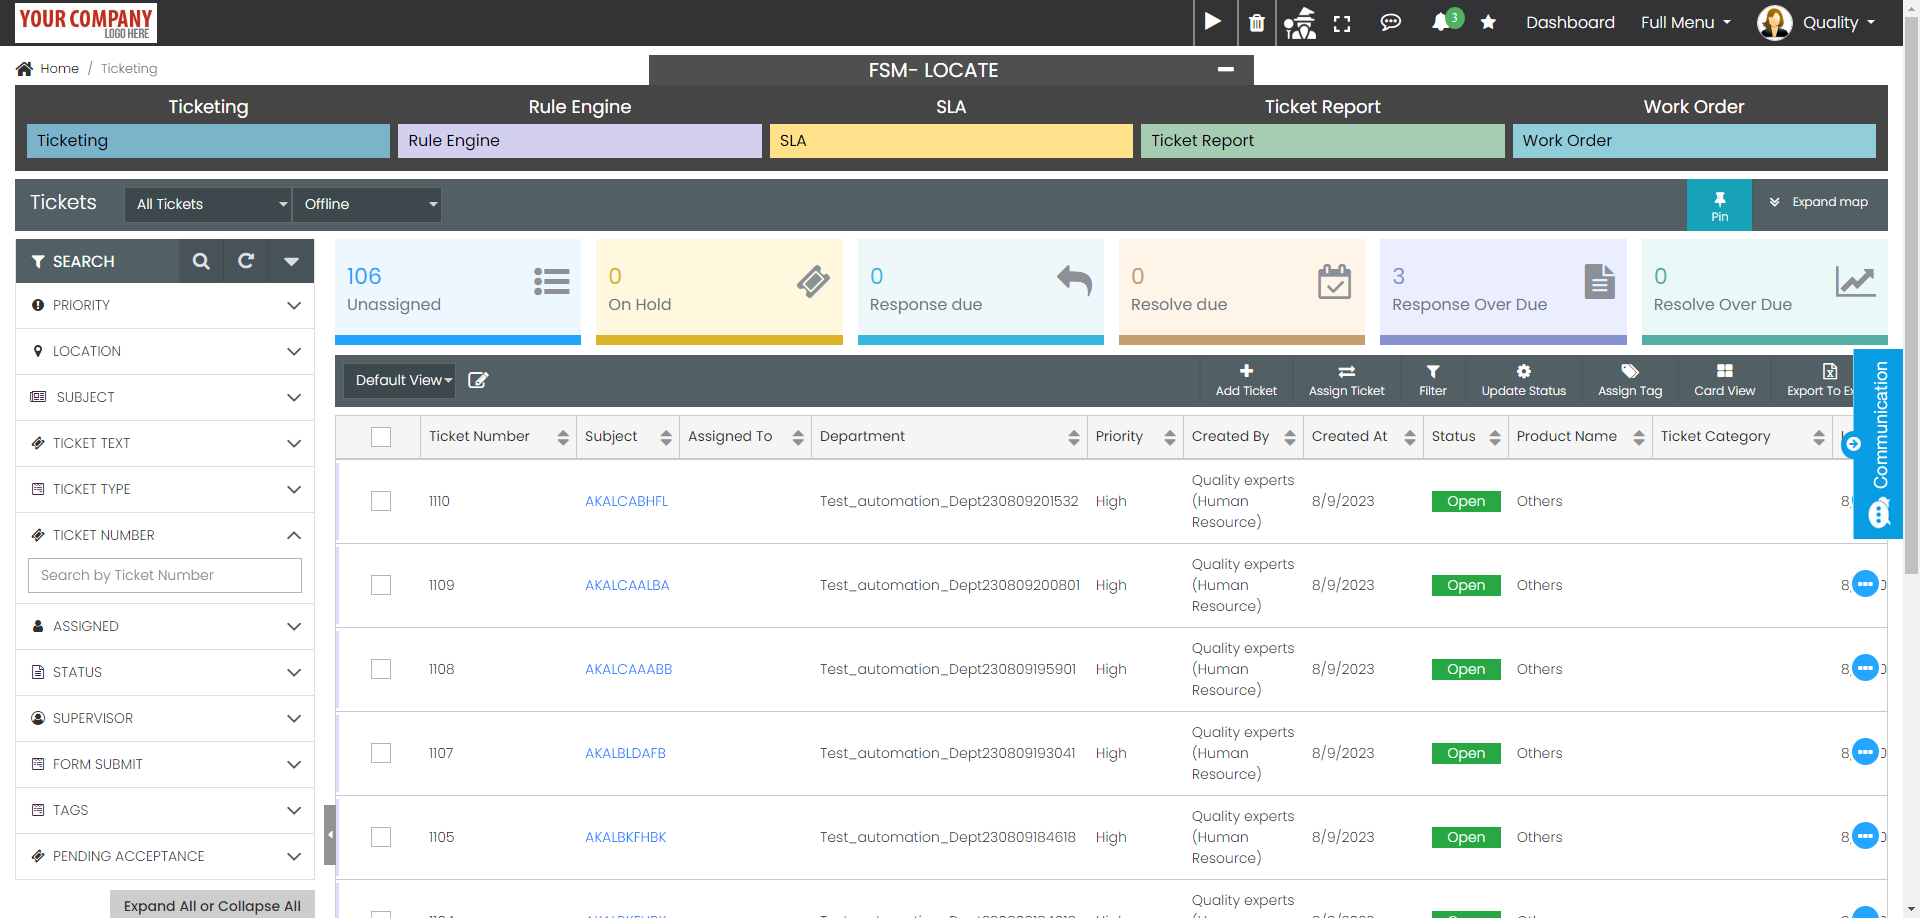 YOUR COMPANY
LOGO HERE
3
Dashboard
Full Menu
Quality
Home / Ticketing
FSM- LOCATE
Ticketing
Rule Engine
SLA
Ticket Report
Work Order
Ticketing
Rule Engine
SLA
Ticket Report
Work Order
Tickets
All Tickets
Offline
Pin
Expand map
SEARCH
PRIORITY
LOCATION
SUBJECT
TICKET TEXT
TICKET TYPE
TICKET NUMBER
Search by Ticket Number
ASSIGNED
STATUS
SUPERVISOR
FORM SUBMIT
TAGS
PENDING ACCEPTANCE
Expand All or Collapse All
106
Unassigned
0
On Hold
0
Response due
0
Resolve due
3
Response Over Due
0
Resolve Over Due
Default View
Add Ticket
Assign Ticket
Filter
Update Status
Assign Tag
Card View
Export To
Communication
Ticket Number Subject Assigned To Department Priority Created By Created At Status Product Name Ticket Category
1110 AKALCABHFL Test_automation_Dept230809201532 High Quality experts (Human Resource) 8/9/2023 Open Others
1109 AKALCAALBA Test_automation_Dept230809200801 High Quality experts (Human Resource) 8/9/2023 Open Others
1108 AKALCAAABB Test_automation_Dept230809195901 High Quality experts (Human Resource) 8/9/2023 Open Others
1107 AKALBLDAFB Test_automation_Dept230809193041 High Quality experts (Human Resource) 8/9/2023 Open Others
1105 AKALBKFHBK Test_automation_Dept230809184618 High Quality experts (Human Resource) 8/9/2023 Open Others
Quality experts